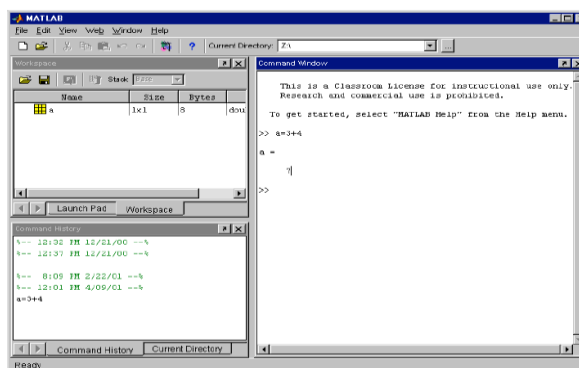 MATLAB
File Edit View Web Window Help
? Current Directory: Z:\ ...
Workspace
Stack: Base
Name Size Bytes
a 1x1 8 dou
Launch Pad Workspace
Command History
%-- 12:32 PM 12/21/00 --%
%-- 12:37 PM 12/21/00 --%
%-- 8:09 PM 2/22/01 --%
%-- 12:01 PM 4/09/01 --%
a=3+4
Command History Current Directory
Command Window
This is a Classroom License for instructional use only.
Research and commercial use is prohibited.
To get started, select "MATLAB Help" from the Help menu.
>> a=3+4
a =
7
>>
Ready